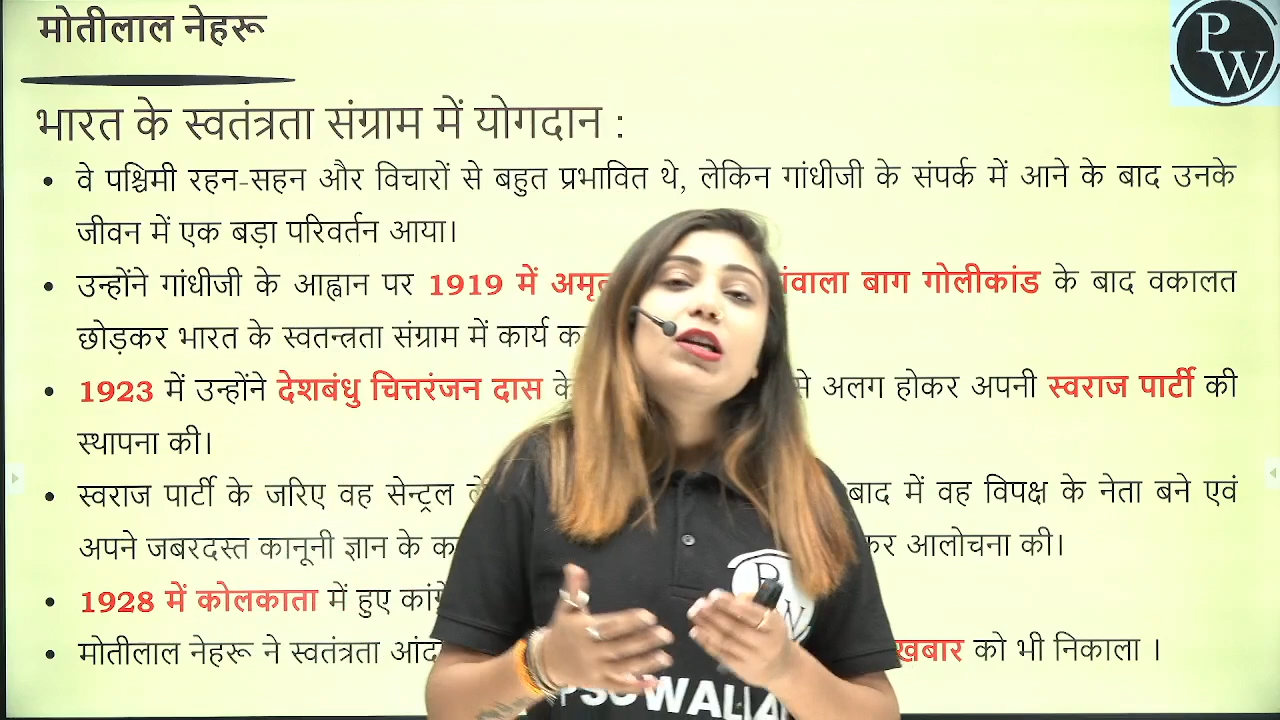 मोतीलाल नेहरू
P
W
भारत के स्वतंत्रता संग्राम में योगदान :
• वे पश्चिमी रहन-सहन और विचारों से बहुत प्रभावित थे, लेकिन गांधीजी के संपर्क में आने के बाद उनके
जीवन में एक बड़ा परिवर्तन आया।
• उन्होंने गांधीजी के आह्वान पर 1919 में बाग गोलीकांड के बाद वकालत
छोड़कर भारत के स्वतन्त्रता संग्राम में कार्य
• 1923 में उन्होंने देशबंधु चित्तरंजन दास से अलग होकर अपनी स्वराज पार्टी की
स्थापना की।
• स्वराज पार्टी के जरिए वह सेन्ट्रल बाद में वह विपक्ष के नेता बने एवं
अपने जबरदस्त कानूनी ज्ञान के आलोचना की।
• 1928 में कोलकाता में हुए
• मोतीलाल नेहरू ने स्वतंत्रता को भी निकाला ।
P
W